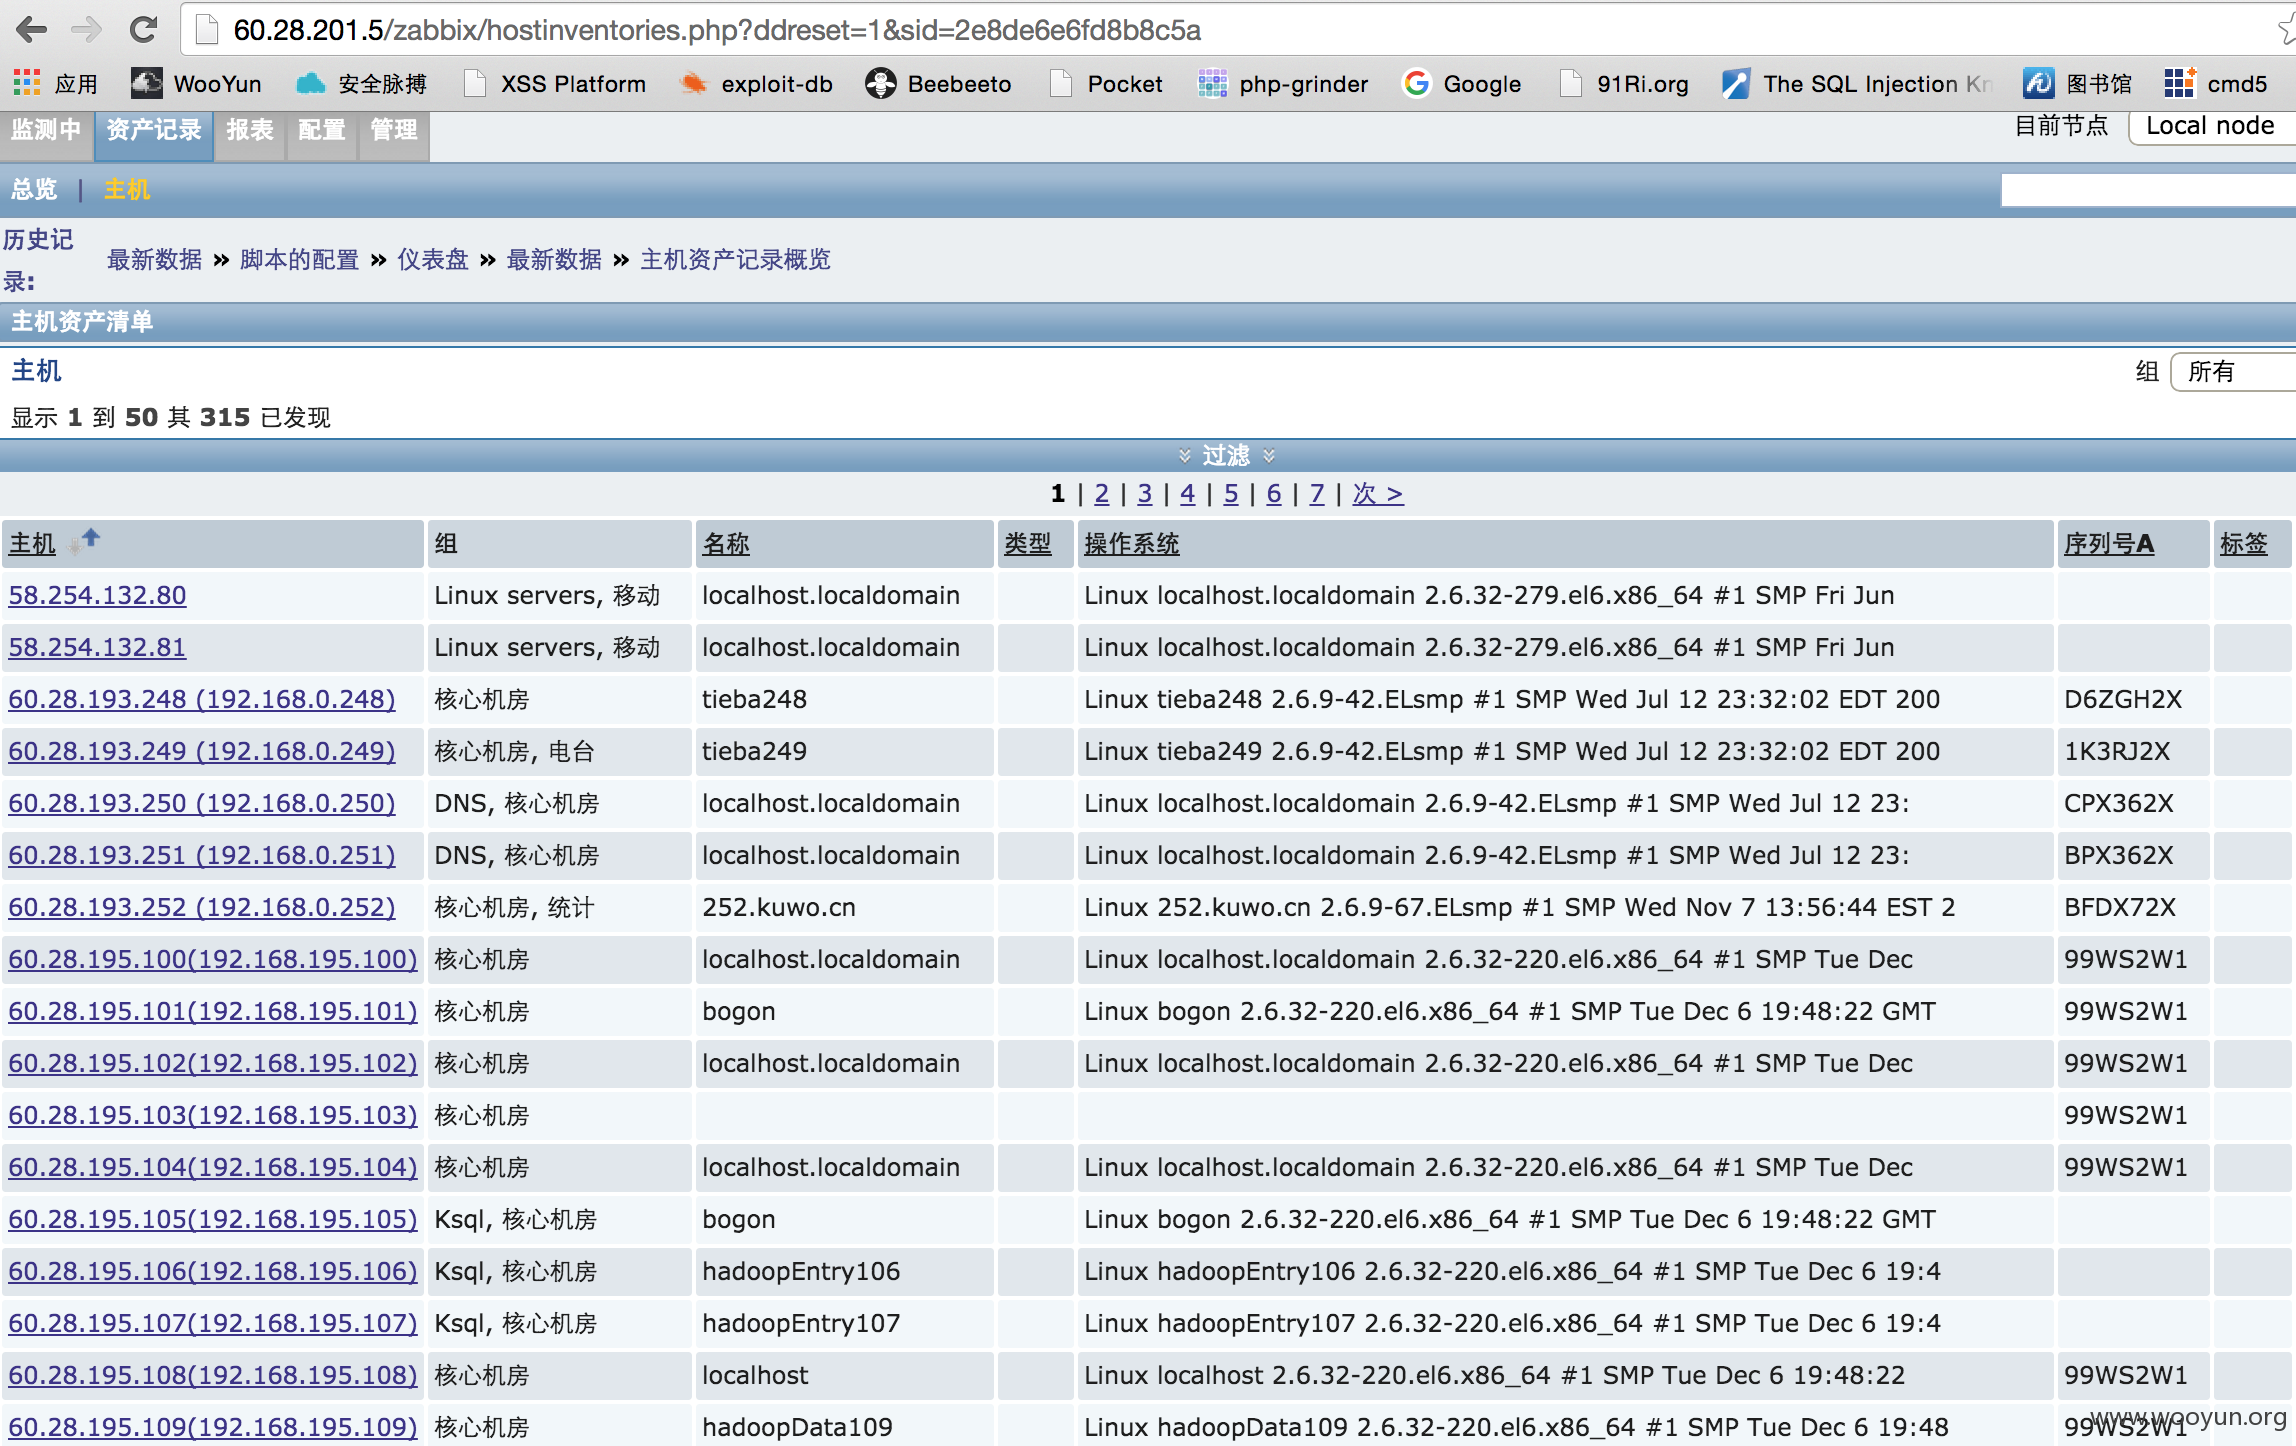 60.28.201.5/zabbix/hostinventories.php?ddreset=1&sid=2e8de6e6fd8b8c5a
应用 WooYun 安全脉搏 XSS Platform exploit-db Beebeeto Pocket php-grinder Google 91Ri.org The SQL Injection Kn 图书馆 cmd5
监测中 资产记录 报表 配置 管理 目前节点 Local node
总览 | 主机
历史记录: 最新数据 » 脚本的配置 » 仪表盘 » 最新数据 » 主机资产记录概览
主机资产清单
主机 组 所有
显示 1 到 50 其 315 已发现
过滤
1 | 2 | 3 | 4 | 5 | 6 | 7 | 次 >
主机 组 名称 类型 操作系统 序列号A 标签
58.254.132.80 Linux servers, 移动 localhost.localdomain Linux localhost.localdomain 2.6.32-279.el6.x86_64 #1 SMP Fri Jun
58.254.132.81 Linux servers, 移动 localhost.localdomain Linux localhost.localdomain 2.6.32-279.el6.x86_64 #1 SMP Fri Jun
60.28.193.248 (192.168.0.248) 核心机房 tieba248 Linux tieba248 2.6.9-42.ELsmp #1 SMP Wed Jul 12 23:32:02 EDT 200 D6ZGH2X
60.28.193.249 (192.168.0.249) 核心机房, 电台 tieba249 Linux tieba249 2.6.9-42.ELsmp #1 SMP Wed Jul 12 23:32:02 EDT 200 1K3RJ2X
60.28.193.250 (192.168.0.250) DNS, 核心机房 localhost.localdomain Linux localhost.localdomain 2.6.9-42.ELsmp #1 SMP Wed Jul 12 23: CPX362X
60.28.193.251 (192.168.0.251) DNS, 核心机房 localhost.localdomain Linux localhost.localdomain 2.6.9-42.ELsmp #1 SMP Wed Jul 12 23: BPX362X
60.28.193.252 (192.168.0.252) 核心机房, 统计 252.kuwo.cn Linux 252.kuwo.cn 2.6.9-67.ELsmp #1 SMP Wed Nov 7 13:56:44 EST 2 BFDX72X
60.28.195.100(192.168.195.100) 核心机房 localhost.localdomain Linux localhost.localdomain 2.6.32-220.el6.x86_64 #1 SMP Tue Dec 99WS2W1
60.28.195.101(192.168.195.101) 核心机房 bogon Linux bogon 2.6.32-220.el6.x86_64 #1 SMP Tue Dec 6 19:48:22 GMT 99WS2W1
60.28.195.102(192.168.195.102) 核心机房 localhost.localdomain Linux localhost.localdomain 2.6.32-220.el6.x86_64 #1 SMP Tue Dec 99WS2W1
60.28.195.103(192.168.195.103) 核心机房 99WS2W1
60.28.195.104(192.168.195.104) 核心机房 localhost.localdomain Linux localhost.localdomain 2.6.32-220.el6.x86_64 #1 SMP Tue Dec 99WS2W1
60.28.195.105(192.168.195.105) Ksql, 核心机房 bogon Linux bogon 2.6.32-220.el6.x86_64 #1 SMP Tue Dec 6 19:48:22 GMT
60.28.195.106(192.168.195.106) Ksql, 核心机房 hadoopEntry106 Linux hadoopEntry106 2.6.32-220.el6.x86_64 #1 SMP Tue Dec 6 19:4
60.28.195.107(192.168.195.107) Ksql, 核心机房 hadoopEntry107 Linux hadoopEntry107 2.6.32-220.el6.x86_64 #1 SMP Tue Dec 6 19:4
60.28.195.108(192.168.195.108) 核心机房 localhost Linux localhost 2.6.32-220.el6.x86_64 #1 SMP Tue Dec 6 19:48:22 99WS2W1
60.28.195.109(192.168.195.109) 核心机房 hadoopData109 Linux hadoopData109 2.6.32-220.el6.x86_64 #1 SMP Tue Dec 6 19:48 99WS2W1
www.wooyun.org